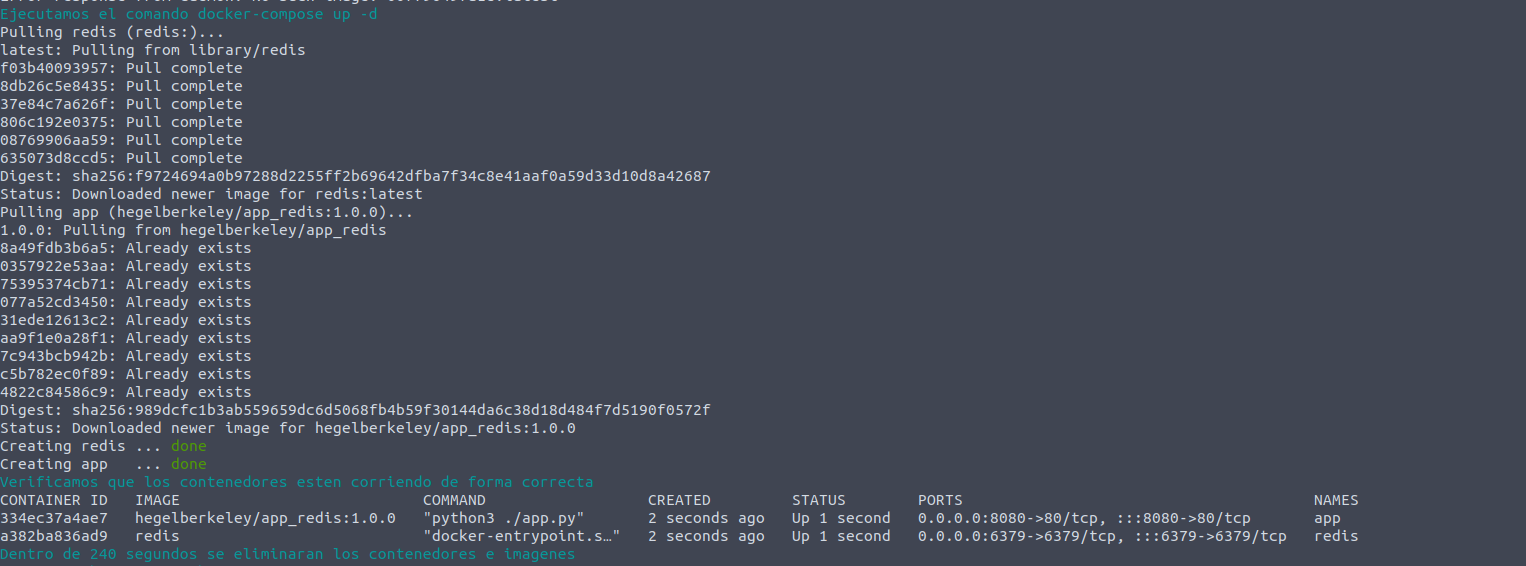 Ejecutamos el comando docker-compose up -d
Pulling redis (redis:)...
latest: Pulling from library/redis
f03b40093957: Pull complete
8db26c5e8435: Pull complete
37e84c7a626f: Pull complete
806c192e0375: Pull complete
08769906aa59: Pull complete
635073d8ccd5: Pull complete
Digest: sha256:f9724694a0b97288d2255ff2b69642dfba7f34c8e41aaf0a59d33d10d8a42687
Status: Downloaded newer image for redis:latest
Pulling app (hegelberkeley/app_redis:1.0.0)...
1.0.0: Pulling from hegelberkeley/app_redis
8a49fdb3b6a5: Already exists
0357922e53aa: Already exists
75395374cb71: Already exists
077a52cd3450: Already exists
31ede12613c2: Already exists
aa9f1e0a28f1: Already exists
7c943bcb942b: Already exists
c5b782ec0f89: Already exists
4822c84586c9: Already exists
Digest: sha256:989dcfc1b3ab559659dc6d5068fb4b59f30144da6c38d18d484f7d5190f0572f
Status: Downloaded newer image for hegelberkeley/app_redis:1.0.0
Creating redis ... done
Creating app   ... done
Verificamos que los contenedores esten corriendo de forma correcta
CONTAINER ID   IMAGE                           COMMAND                  CREATED         STATUS        PORTS                                       NAMES
334ec37a4ae7   hegelberkeley/app_redis:1.0.0   "python3 ./app.py"       2 seconds ago   Up 1 second   0.0.0.0:8080->80/tcp, :::8080->80/tcp       app
a382ba836ad9   redis                           "docker-entrypoint.s…"   2 seconds ago   Up 1 second   0.0.0.0:6379->6379/tcp, :::6379->6379/tcp   redis
Dentro de 240 segundos se eliminaran los contenedores e imagenes